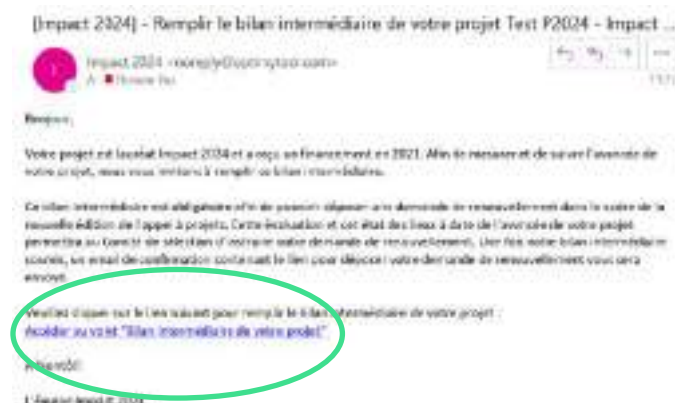 [Impact 2024] - Remplir le bilan intermédiaire de votre projet Test P2024 - Impact ...
Impact 2024
À
Bonjour,
Votre projet est lauréat Impact 2024 et a reçu un financement en 2021. Afin de mesurer et de suivre l'avancée de
votre projet, nous vous invitons à remplir ce bilan intermédiaire.
Ce bilan intermédiaire est obligatoire afin de pouvoir déposer une demande de renouvellement dans le cadre de la
nouvelle édition de l'appel à projets. Cette évaluation et cet état des lieux à date de l'avancée de votre projet
permettra au Comité de sélection d'instruire votre demande de renouvellement. Une fois votre bilan intermédiaire
soumis, un email de confirmation contenant le lien pour déposer votre demande de renouvellement vous sera
envoyé.
Veuillez cliquer sur le lien suivant pour remplir le bilan intermédiaire de votre projet :
Accéder au volet "Bilan intermédiaire de votre projet"
A bientôt!
L'équipe Impact 2024